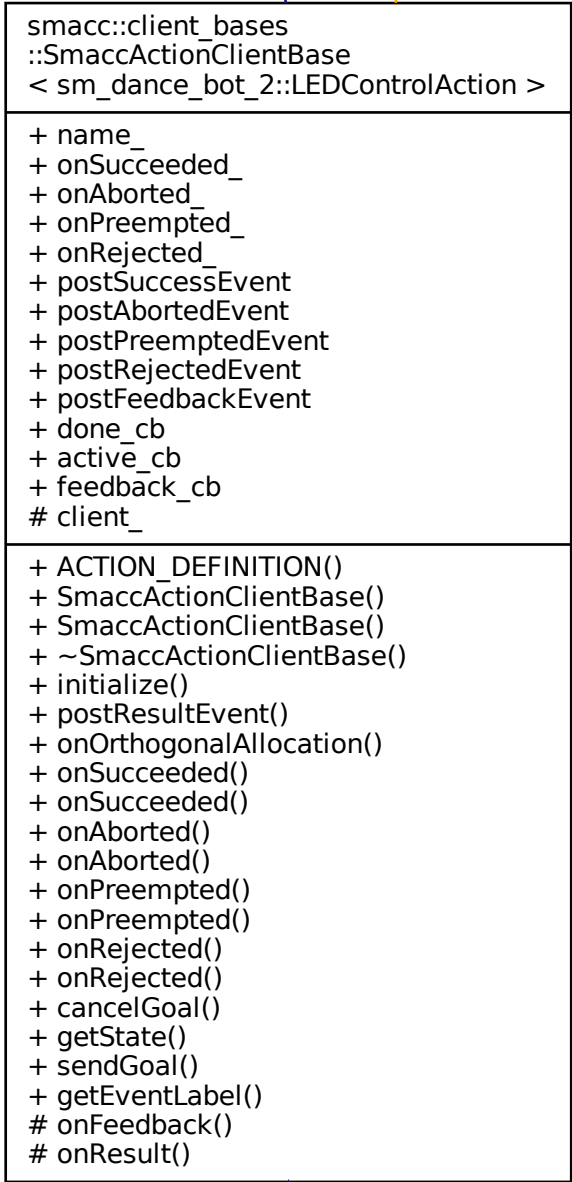 smacc::client_bases
::SmaccActionClientBase
< sm_dance_bot_2::LEDControlAction >
+ name_
+ onSucceeded_
+ onAborted_
+ onPreempted_
+ onRejected_
+ postSuccessEvent
+ postAbortedEvent
+ postPreemptedEvent
+ postRejectedEvent
+ postFeedbackEvent
+ done_cb
+ active_cb
+ feedback_cb
# client_
+ ACTION_DEFINITION()
+ SmaccActionClientBase()
+ SmaccActionClientBase()
+ ~SmaccActionClientBase()
+ initialize()
+ postResultEvent()
+ onOrthogonalAllocation()
+ onSucceeded()
+ onSucceeded()
+ onAborted()
+ onAborted()
+ onPreempted()
+ onPreempted()
+ onRejected()
+ onRejected()
+ cancelGoal()
+ getState()
+ sendGoal()
+ getEventLabel()
# onFeedback()
# onResult()